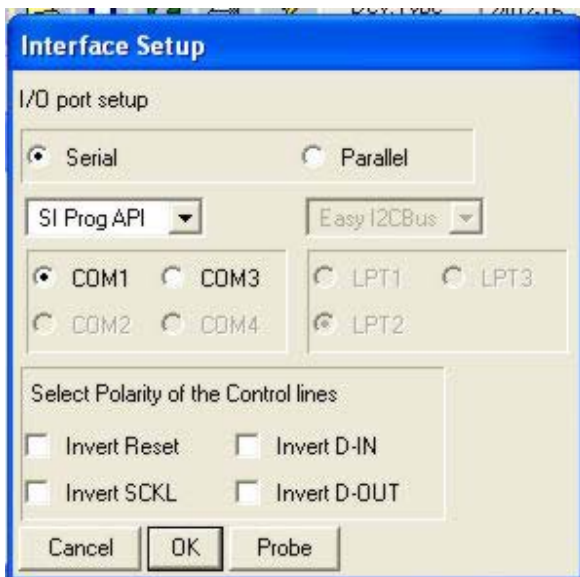 Interface Setup
I/O port setup
Serial Parallel
SI Prog API Easy I2CBus
COM1 COM3 LPT1 LPT3
COM2 COM4 LPT2
Select Polarity of the Control lines
Invert Reset Invert D-IN
Invert SCKL Invert D-OUT
Cancel OK Probe